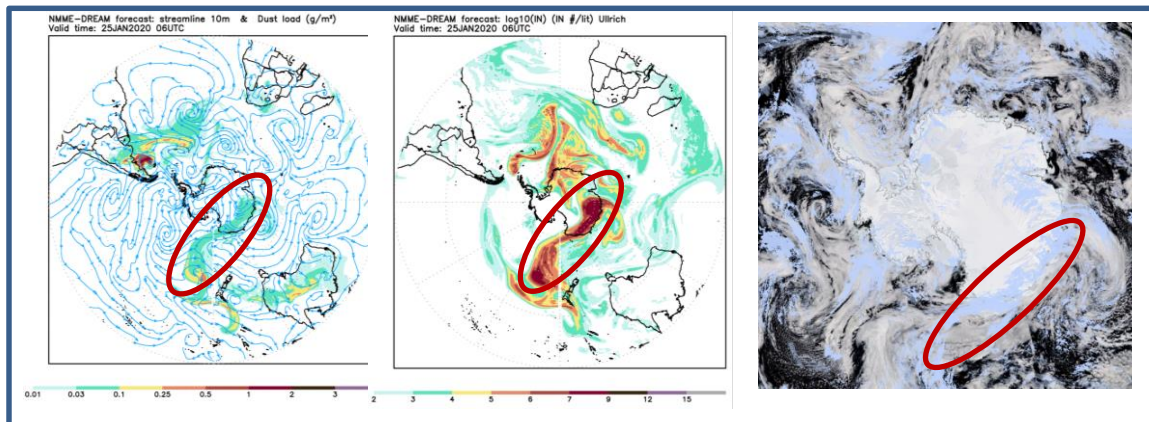 NMME-DREAM forecast: streamline 10m & Dust load (g/m²)
Valid time: 25JAN2020 06UTC
0.01 0.03 0.1 0.25 0.5 1 2 3
NMME-DREAM forecast: log10(IN) (IN #/lit) Ullrich
Valid time: 25JAN2020 06UTC
2 3 4 5 6 7 9 12 15